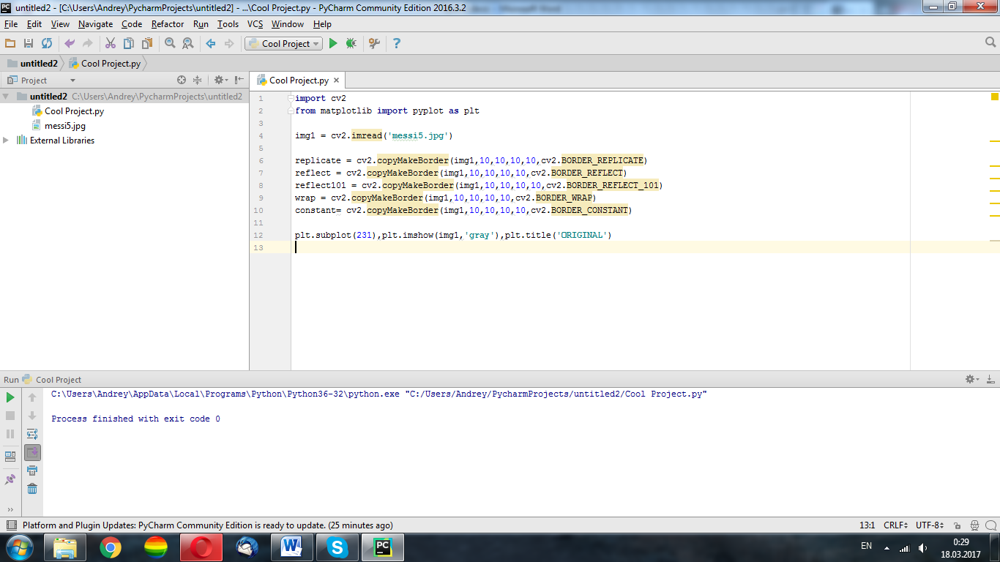 untitled2 - [C:\Users\Andrey\PycharmProjects\untitled2] - ...\Cool Project.py - PyCharm Community Edition 2016.3.2
File Edit View Navigate Code Refactor Run Tools VCS Window Help
Cool Project
untitled2 Cool Project.py
Project
Cool Project.py
untitled2 C:\Users\Andrey\PycharmProjects\untitled2
Cool Project.py
messi5.jpg
External Libraries
1 import cv2
2 from matplotlib import pyplot as plt
3
4 img1 = cv2.imread('messi5.jpg')
5
6 replicate = cv2.copyMakeBorder(img1,10,10,10,10,cv2.BORDER_REPLICATE)
7 reflect = cv2.copyMakeBorder(img1,10,10,10,10,cv2.BORDER_REFLECT)
8 reflect101 = cv2.copyMakeBorder(img1,10,10,10,10,cv2.BORDER_REFLECT_101)
9 wrap = cv2.copyMakeBorder(img1,10,10,10,10,cv2.BORDER_WRAP)
10 constant= cv2.copyMakeBorder(img1,10,10,10,10,cv2.BORDER_CONSTANT)
11
12 plt.subplot(231),plt.imshow(img1,'gray'),plt.title('ORIGINAL')
13
Run Cool Project
C:\Users\Andrey\AppData\Local\Programs\Python\Python36-32\python.exe "C:/Users/Andrey/PycharmProjects/untitled2/Cool Project.py"
Process finished with exit code 0
Platform and Plugin Updates: PyCharm Community Edition is ready to update. (25 minutes ago)
13:1 CRLF UTF-8
EN
0:29
18.03.2017